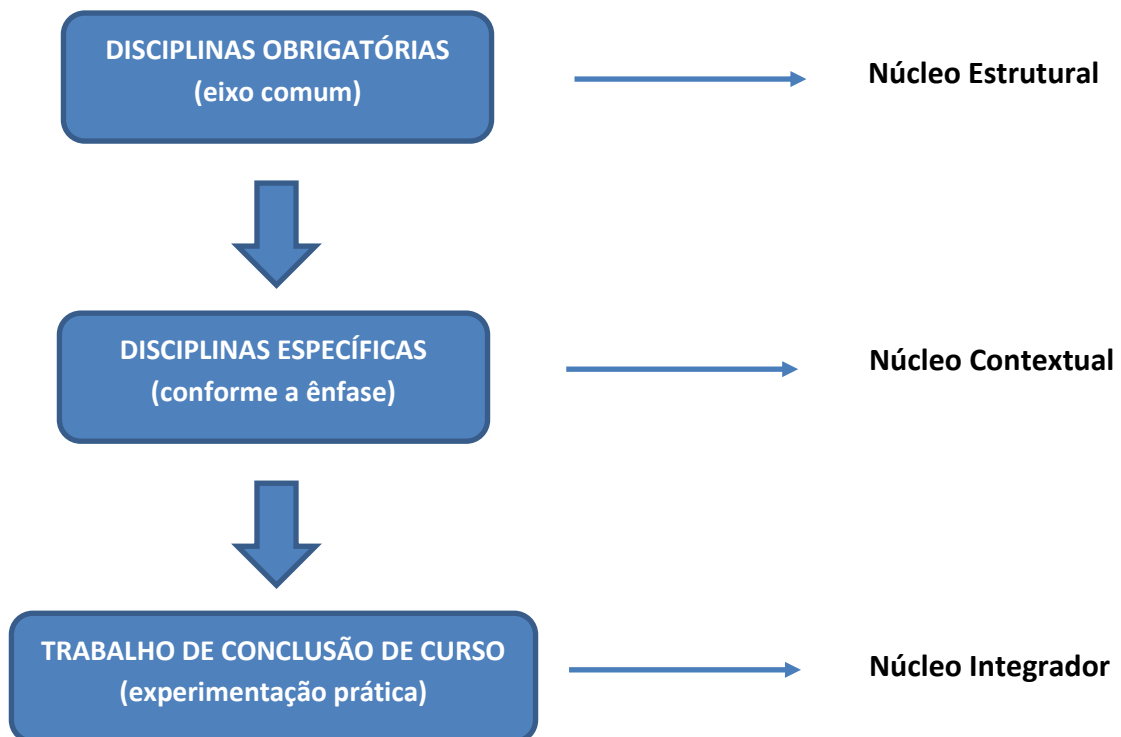 DISCIPLINAS OBRIGATÓRIAS
(eixo comum)
Núcleo Estrutural
DISCIPLINAS ESPECÍFICAS
(conforme a ênfase)
Núcleo Contextual
TRABALHO DE CONCLUSÃO DE CURSO
(experimentação prática)
Núcleo Integrador